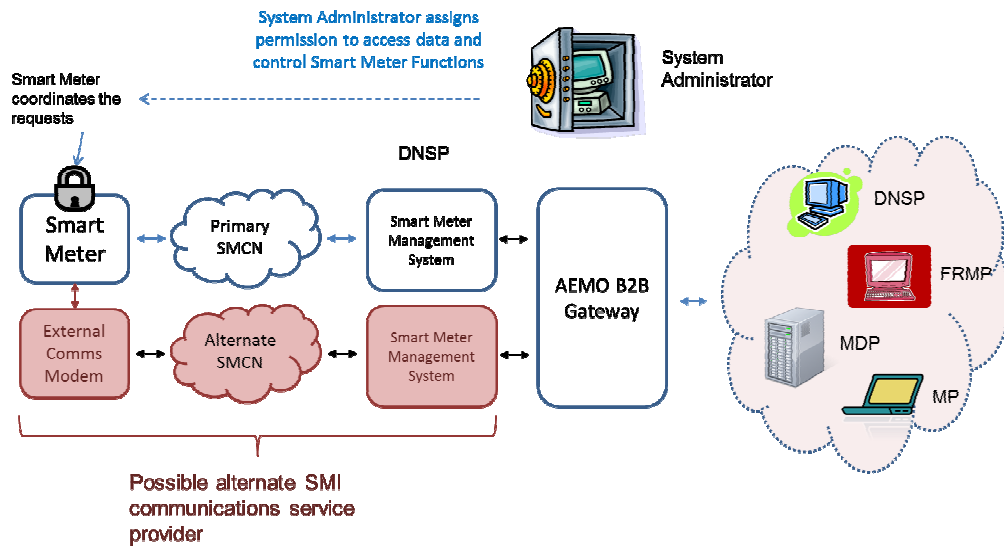 System Administrator assigns
permission to access data and
control Smart Meter Functions
System
Administrator
Smart Meter
coordinates the
requests
DNSP
Smart
Meter
Primary
SMCN
Smart Meter
Management
System
AEMO B2B
Gateway
External
Comms
Modem
Alternate
SMCN
Smart Meter
Management
System
DNSP
FRMP
MDP
MP
Possible alternate SMI
communications service
provider